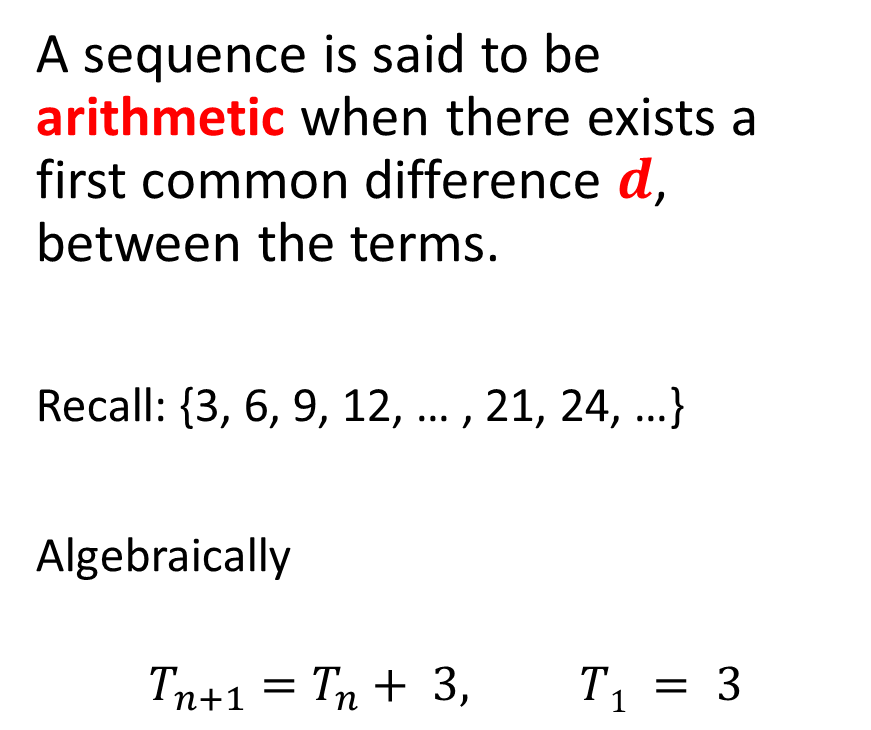 A sequence is said to be
arithmetic when there exists a
first common difference d,
between the terms.
Recall: {3, 6, 9, 12, … , 21, 24, …}
Algebraically
Tₙ₊₁ = Tₙ + 3, T₁ = 3